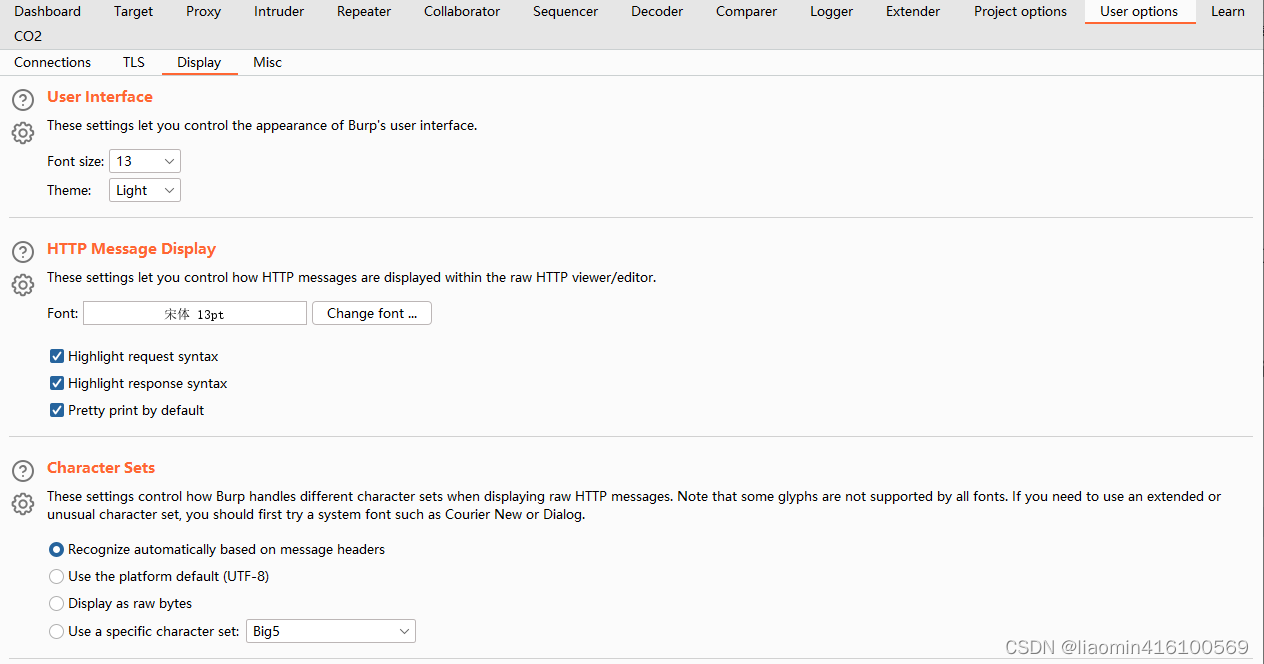 Dashboard Target Proxy Intruder Repeater Collaborator Sequencer Decoder Comparer Logger Extender Project options User options Learn
CO2
Connections TLS Display Misc
User Interface
These settings let you control the appearance of Burp's user interface.
Font size: 13
Theme: Light
HTTP Message Display
These settings let you control how HTTP messages are displayed within the raw HTTP viewer/editor.
Font: 宋体 13pt Change font ...
Highlight request syntax
Highlight response syntax
Pretty print by default
Character Sets
These settings control how Burp handles different character sets when displaying raw HTTP messages. Note that some glyphs are not supported by all fonts. If you need to use an extended or
unusual character set, you should first try a system font such as Courier New or Dialog.
Recognize automatically based on message headers
Use the platform default (UTF-8)
Display as raw bytes
Use a specific character set: Big5
CSDN @liaomin416100569